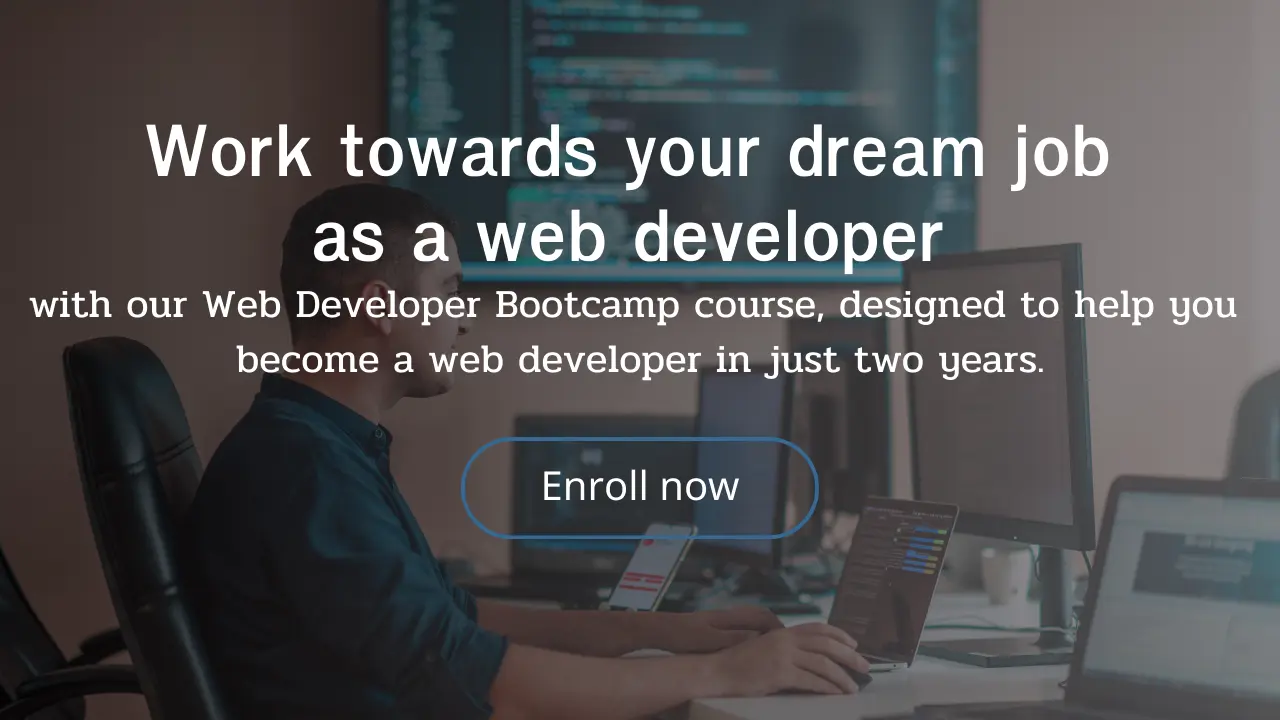 Work towards your dream job
as a web developer
with our Web Developer Bootcamp course, designed to help you
become a web developer in just two years.
Enroll now